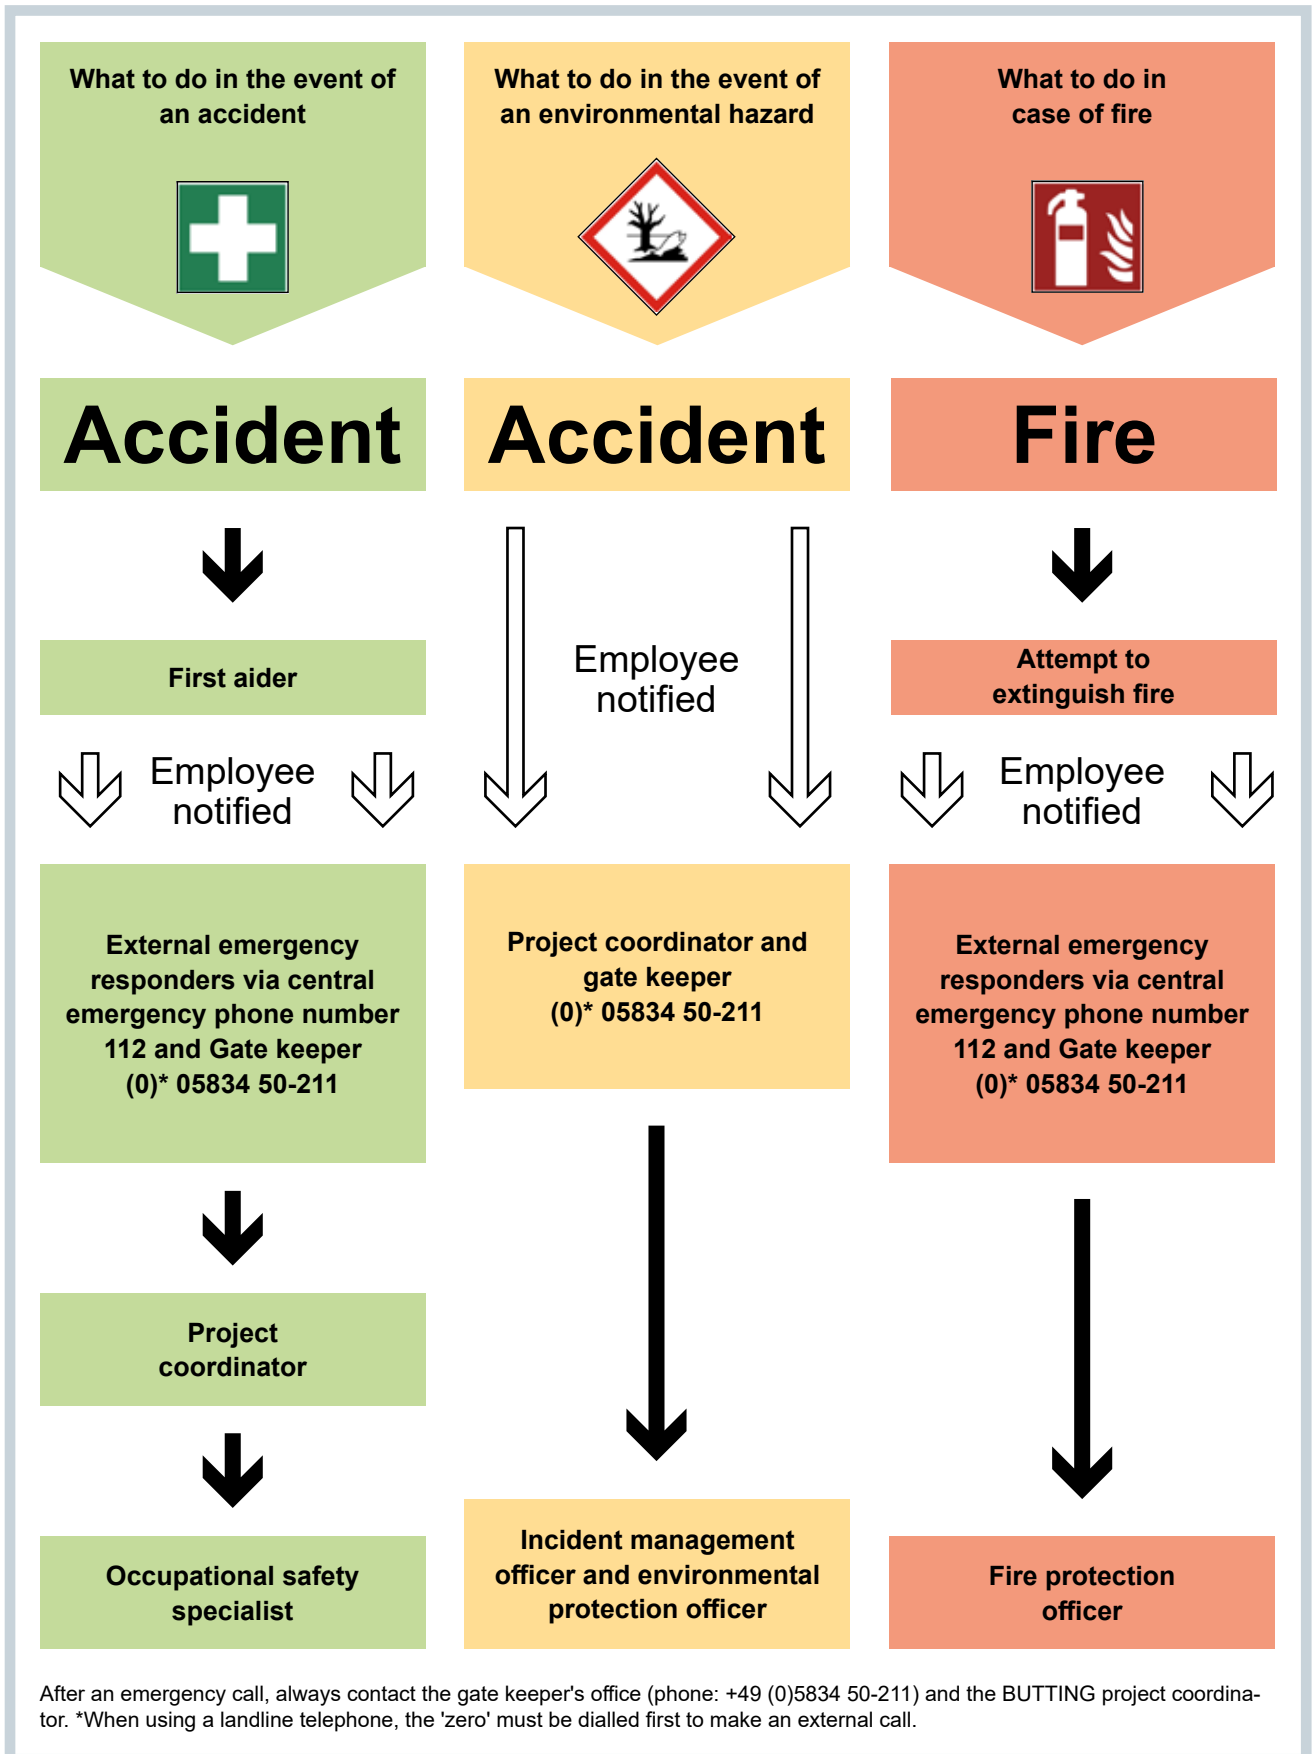 What to do in the event of
an accident
Accident
First aider
Employee
notified
External emergency
responders via central
emergency phone number
112 and Gate keeper
(0)* 05834 50-211
Project
coordinator
Occupational safety
specialist
What to do in the event of
an environmental hazard
Accident
Employee
notified
Project coordinator and
gate keeper
(0)* 05834 50-211
Incident management
officer and environmental
protection officer
What to do in
case of fire
Fire
Attempt to
extinguish fire
Employee
notified
External emergency
responders via central
emergency phone number
112 and Gate keeper
(0)* 05834 50-211
Fire protection
officer
After an emergency call, always contact the gate keeper's office (phone: +49 (0)5834 50-211) and the BUTTING project coordina-
tor. *When using a landline telephone, the 'zero' must be dialled first to make an external call.